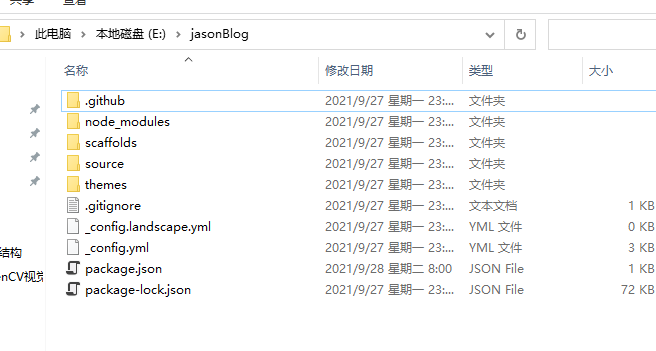 共享 查看
此电脑 本地磁盘 (E:) jasonBlog
名称 修改日期 类型 大小
.github 2021/9/27 星期一 23:... 文件夹
node_modules 2021/9/27 星期一 23:... 文件夹
scaffolds 2021/9/27 星期一 23:... 文件夹
source 2021/9/27 星期一 23:... 文件夹
themes 2021/9/27 星期一 23:... 文件夹
.gitignore 2021/9/27 星期一 23:... 文本文档 1 KB
_config.landscape.yml 2021/9/27 星期一 23:... YML 文件 0 KB
结构
_config.yml 2021/9/27 星期一 23:... YML 文件 3 KB
enCV视觉
package.json 2021/9/28 星期二 8:00 JSON File 1 KB
package-lock.json 2021/9/27 星期一 23:... JSON File 72 KB